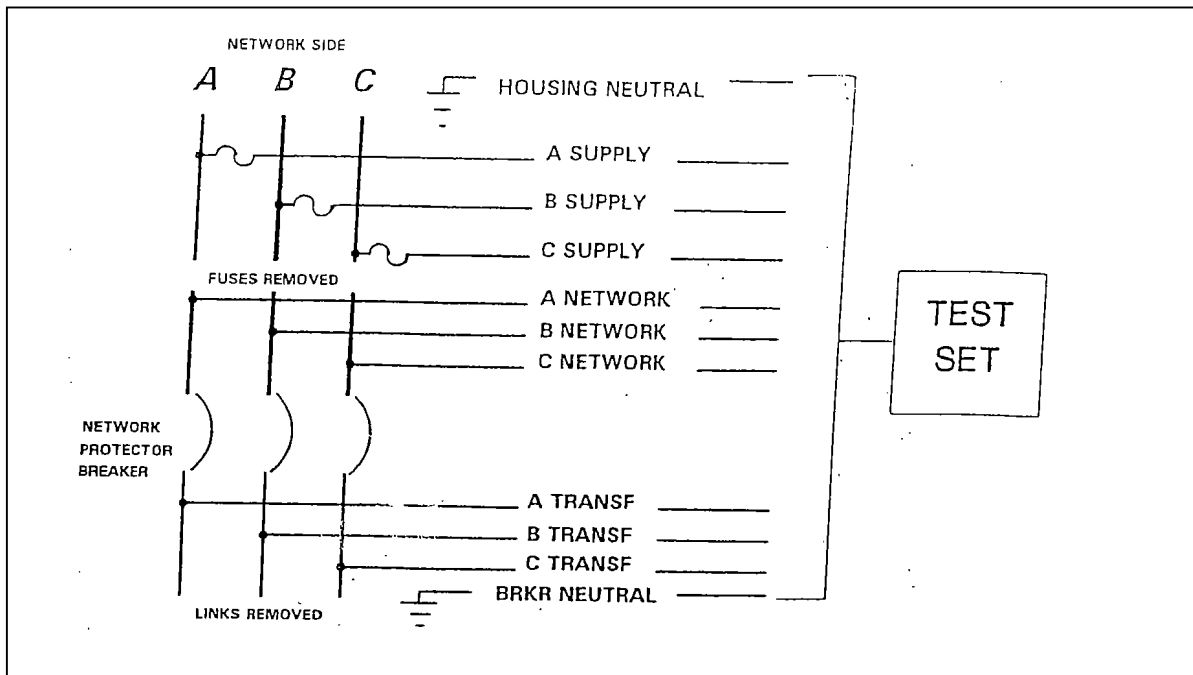 NETWORK SIDE
A B C
HOUSING NEUTRAL
A SUPPLY
B SUPPLY
C SUPPLY
FUSES REMOVED
A NETWORK
B NETWORK
C NETWORK
TEST
SET
NETWORK
PROTECTOR
BREAKER
A TRANSF
B TRANSF
C TRANSF
BRKR NEUTRAL
LINKS REMOVED